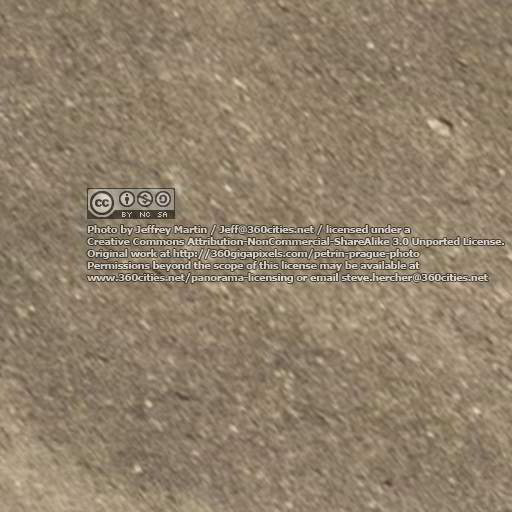 cc BY NC SA
Photo by Jeffrey Martin / Jeff@360cities.net / licensed under a
Creative Commons Attribution-NonCommercial-ShareAlike 3.0 Unported License.
Original work at http://360gigapixels.com/petrin-prague-photo
Permissions beyond the scope of this license may be available at
www.360cities.net/panorama-licensing or email steve.hercher@360cities.net